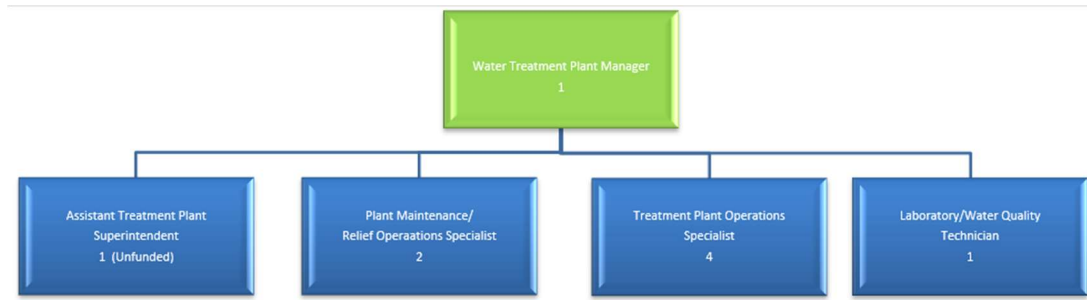 Water Treatment Plant Manager
1
Assistant Treatment Plant
Superintendent
1 (Unfunded)
Plant Maintenance/
Relief Operaations Specialist
2
Treatment Plant Operations
Specialist
4
Laboratory/Water Quality
Technician
1